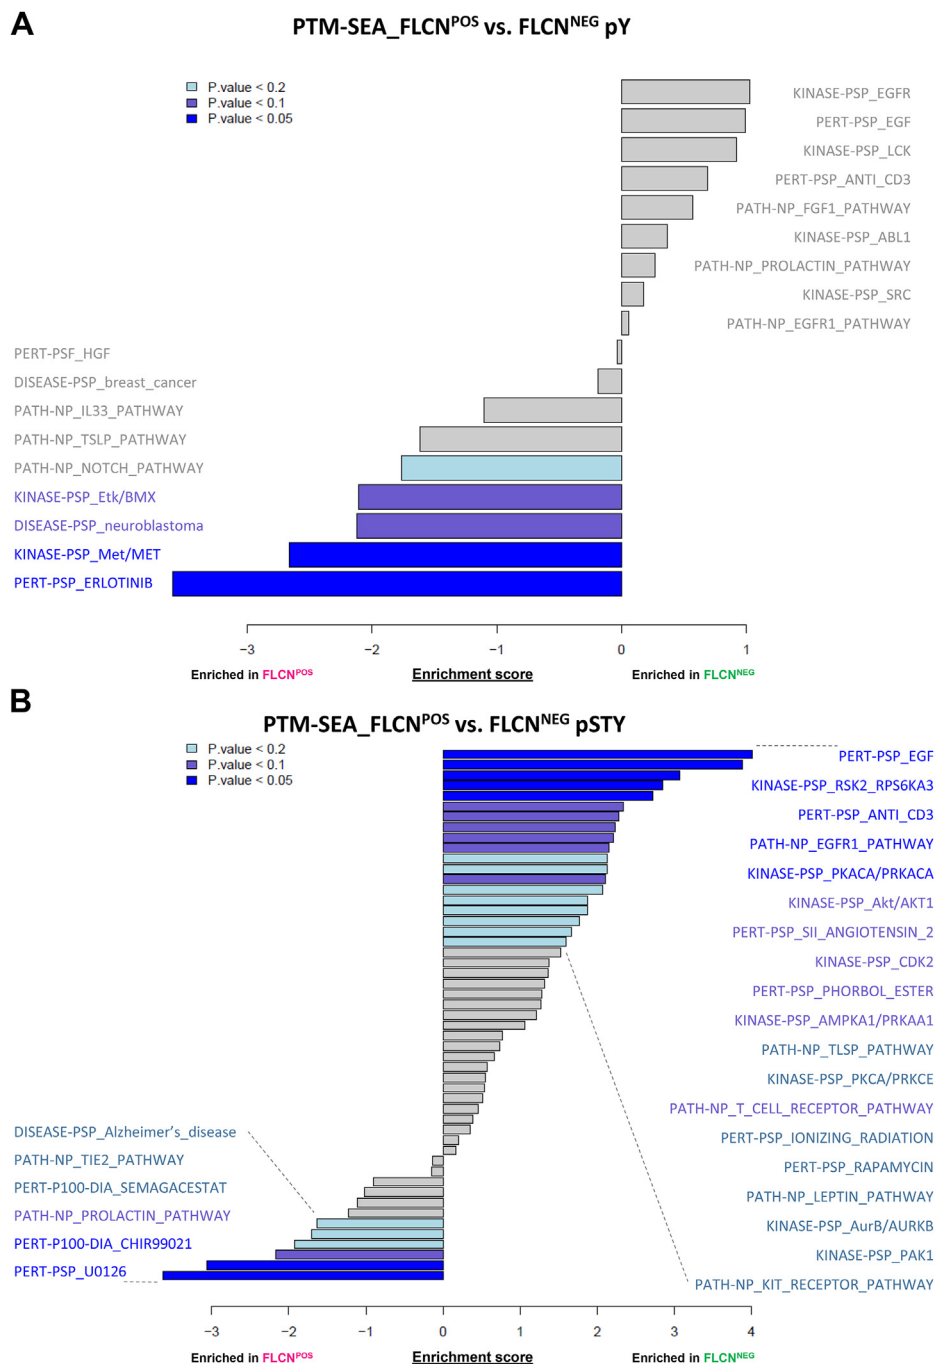 A
PTM-SEA_FLCNPOS vs. FLCNNEG pY
P.value < 0.2
P.value < 0.1
P.value < 0.05
KINASE-PSP_EGFR
PERT-PSP_EGF
KINASE-PSP_LCK
PERT-PSP_ANTI_CD3
PATH-NP_FGF1_PATHWAY
KINASE-PSP_ABL1
PATH-NP_PROLACTIN_PATHWAY
KINASE-PSP_SRC
PATH-NP_EGFR1_PATHWAY
PERT-PSF_HGF
DISEASE-PSP_breast_cancer
PATH-NP_IL33_PATHWAY
PATH-NP_TSLP_PATHWAY
PATH-NP_NOTCH_PATHWAY
KINASE-PSP_Etk/BMX
DISEASE-PSP_neuroblastoma
KINASE-PSP_Met/MET
PERT-PSP_ERLOTINIB
−3 −2 −1 0 1
Enriched in FLCNPOS Enrichment score Enriched in FLCNNEG
B
PTM-SEA_FLCNPOS vs. FLCNNEG pSTY
P.value < 0.2
P.value < 0.1
P.value < 0.05
PERT-PSP_EGF
KINASE-PSP_RSK2_RPS6KA3
PERT-PSP_ANTI_CD3
PATH-NP_EGFR1_PATHWAY
KINASE-PSP_PKACA/PRKACA
KINASE-PSP_Akt/AKT1
PERT-PSP_SII_ANGIOTENSIN_2
KINASE-PSP_CDK2
PERT-PSP_PHORBOL_ESTER
KINASE-PSP_AMPKA1/PRKAA1
PATH-NP_TLSP_PATHWAY
KINASE-PSP_PKCA/PRKCE
PATH-NP_T_CELL_RECEPTOR_PATHWAY
PERT-PSP_IONIZING_RADIATION
PERT-PSP_RAPAMYCIN
PATH-NP_LEPTIN_PATHWAY
KINASE-PSP_AurB/AURKB
KINASE-PSP_PAK1
PATH-NP_KIT_RECEPTOR_PATHWAY
DISEASE-PSP_Alzheimer's_disease
PATH-NP_TIE2_PATHWAY
PERT-P100-DIA_SEMAGACESTAT
PATH-NP_PROLACTIN_PATHWAY
PERT-P100-DIA_CHIR99021
PERT-PSP_U0126
−3 −2 −1 0 1 2 3 4
Enriched in FLCNPOS Enrichment score Enriched in FLCNNEG